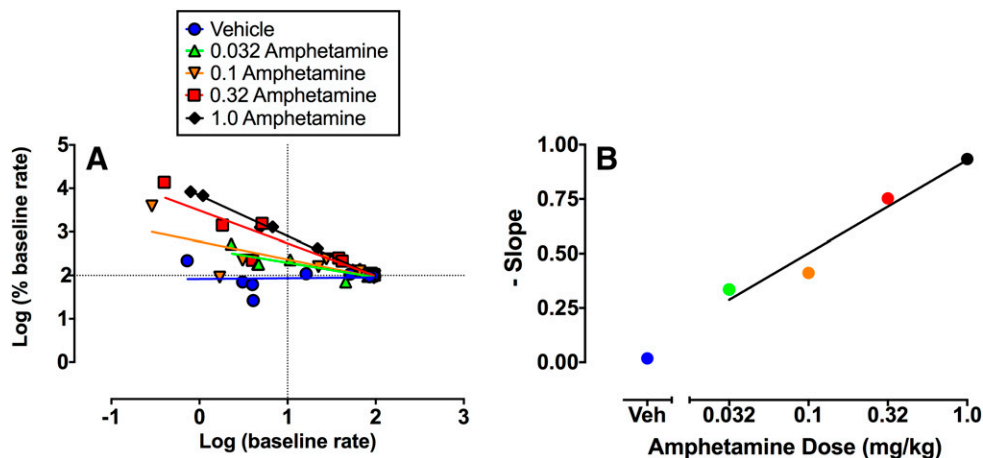 Vehicle
0.032 Amphetamine
0.1 Amphetamine
0.32 Amphetamine
1.0 Amphetamine
A
Log (% baseline rate)
5
4
3
2
1
0
-1
0
1
2
3
Log (baseline rate)
B
- Slope
1.00
0.75
0.50
0.25
0.00
Veh
0.032
0.1
0.32
1.0
Amphetamine Dose (mg/kg)